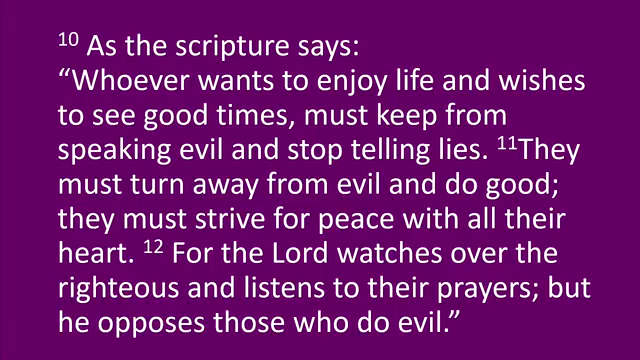 10 As the scripture says:
“Whoever wants to enjoy life and wishes
to see good times, must keep from
speaking evil and stop telling lies. 11They
must turn away from evil and do good;
they must strive for peace with all their
heart. 12 For the Lord watches over the
righteous and listens to their prayers; but
he opposes those who do evil.”